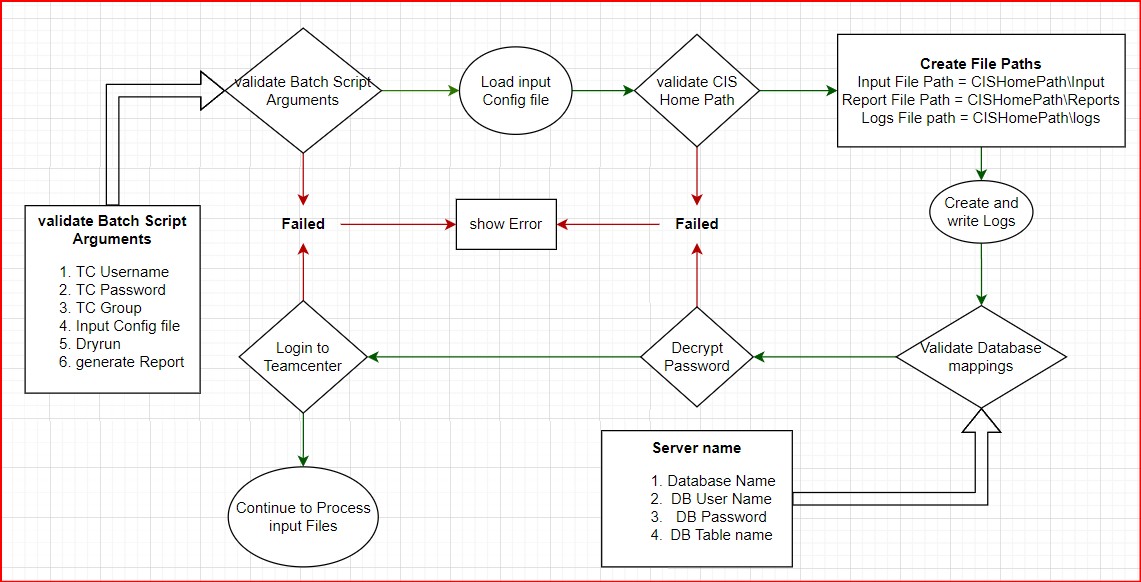 validate Batch Script
Arguments
Load input
Config file
validate CIS
Home Path
Create File Paths
Input File Path = CISHomePath\Input
Report File Path = CISHomePath\Reports
Logs File path = CISHomePath\logs
validate Batch Script
Arguments
1. TC Username
2. TC Password
3. TC Group
4. Input Config file
5. Dryrun
6. generate Report
Failed
show Error
Failed
Create and
write Logs
Login to
Teamcenter
Decrypt
Password
Validate Database
mappings
Continue to Process
input Files
Server name
1. Database Name
2. DB User Name
3. DB Password
4. DB Table name